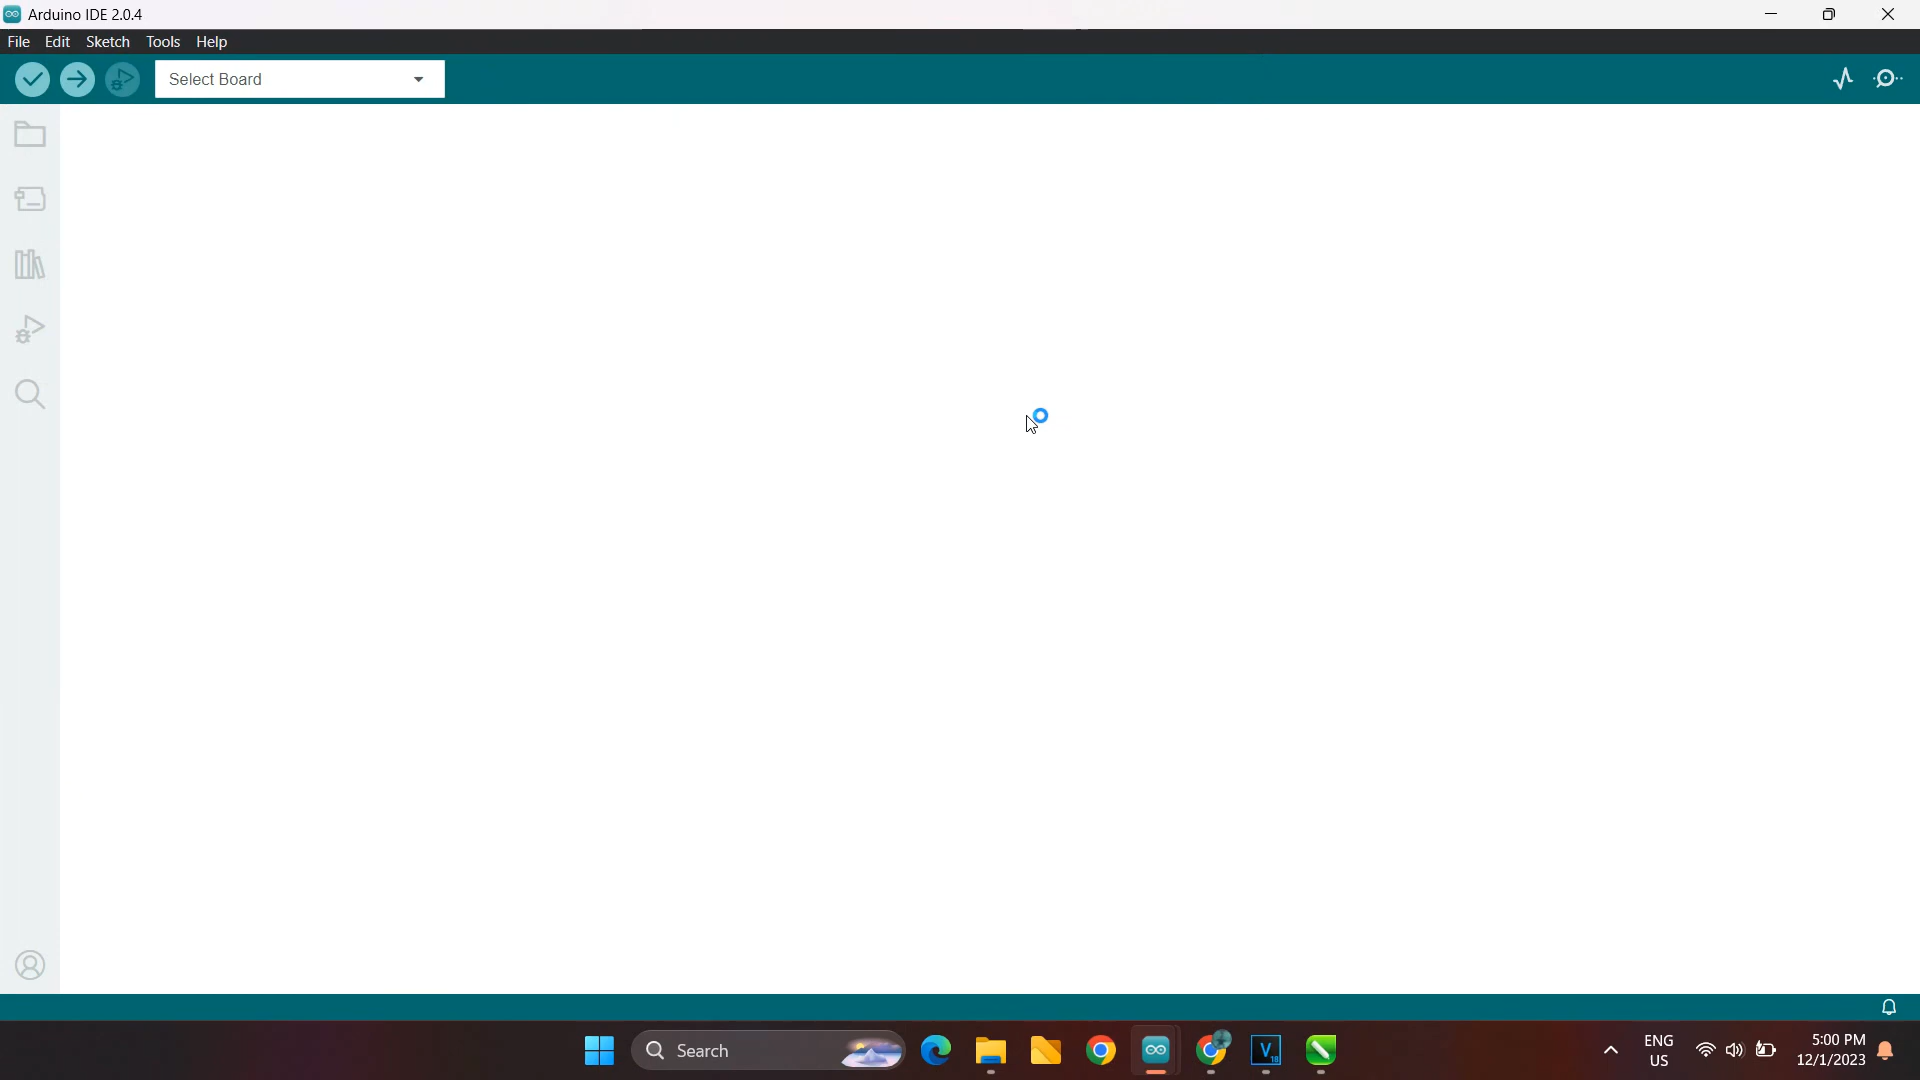 Arduino IDE 2.0.4
File Edit Sketch Tools Help
Select Board
Search
V
18
ENG
US
5:00 PM
12/1/2023